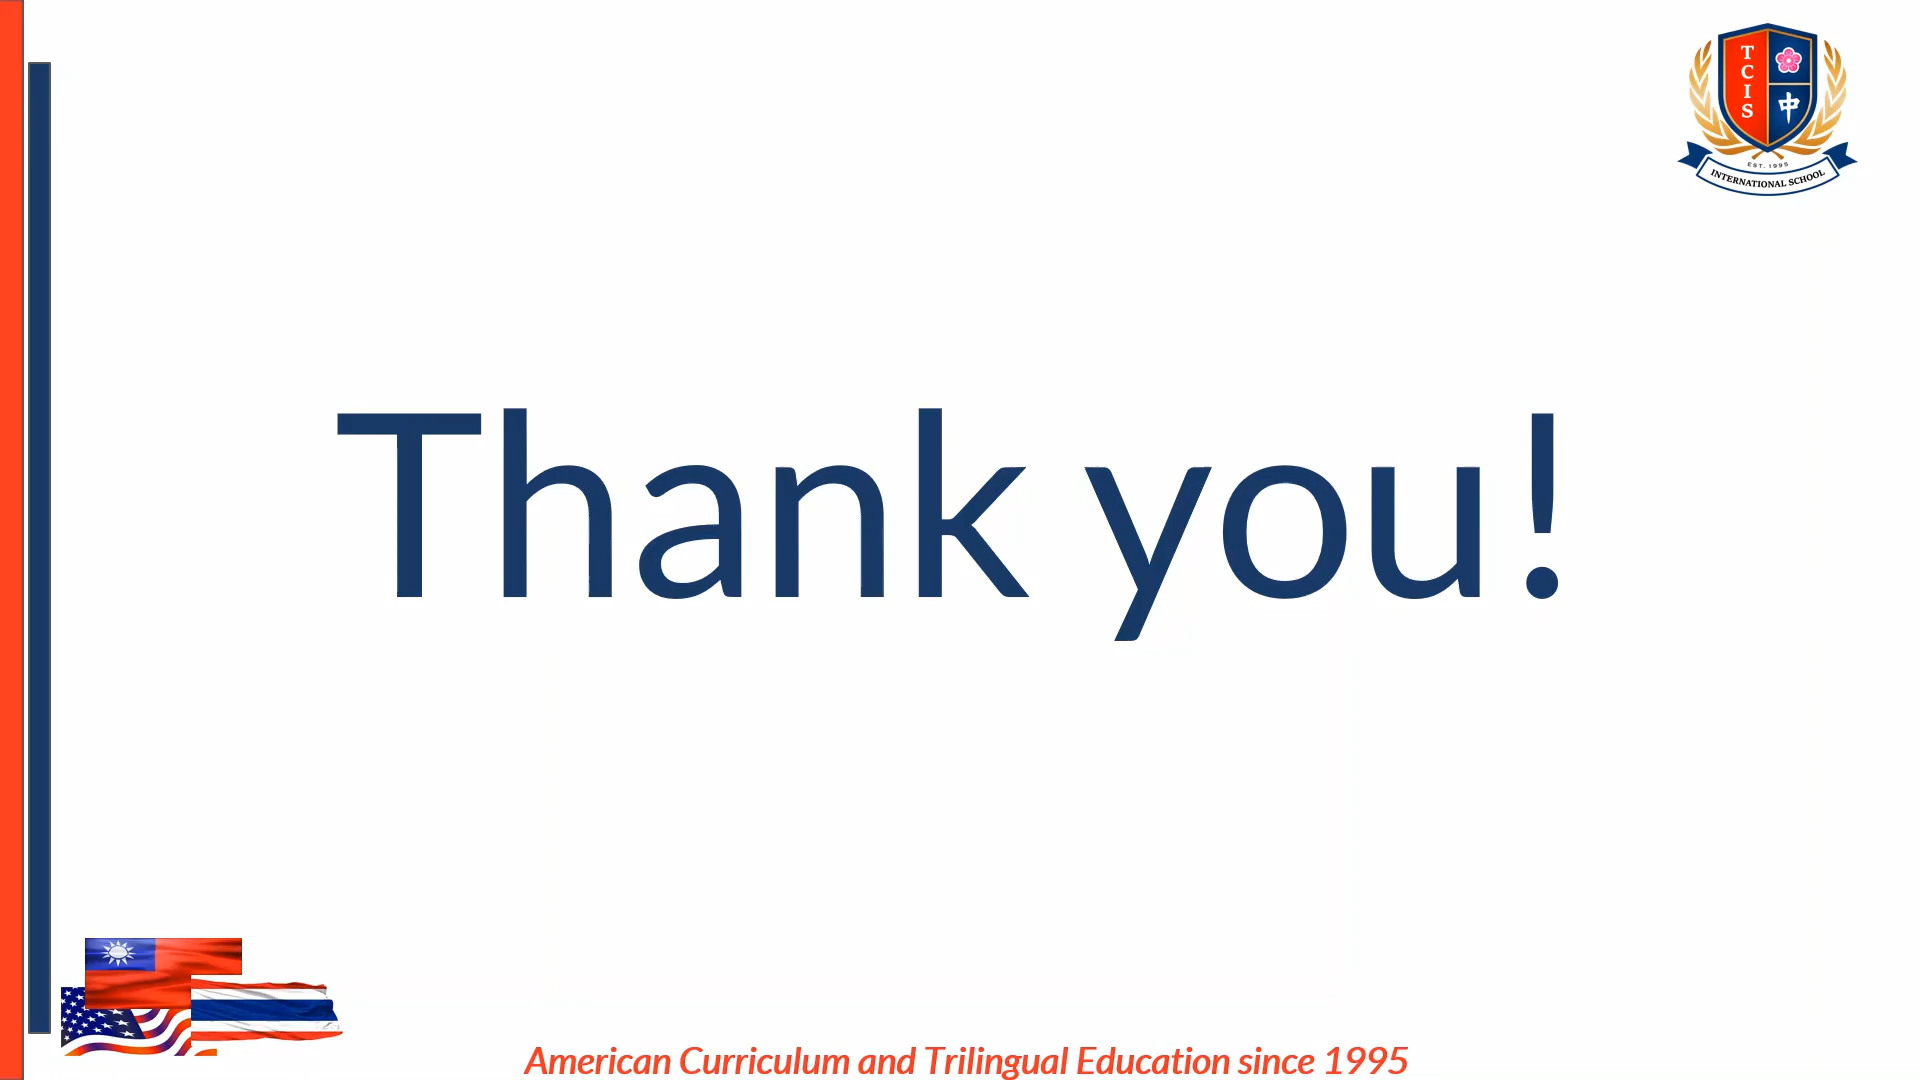 T
C
I
S
中
EST. 1995
INTERNATIONAL SCHOOL
Thank you!
American Curriculum and Trilingual Education since 1995